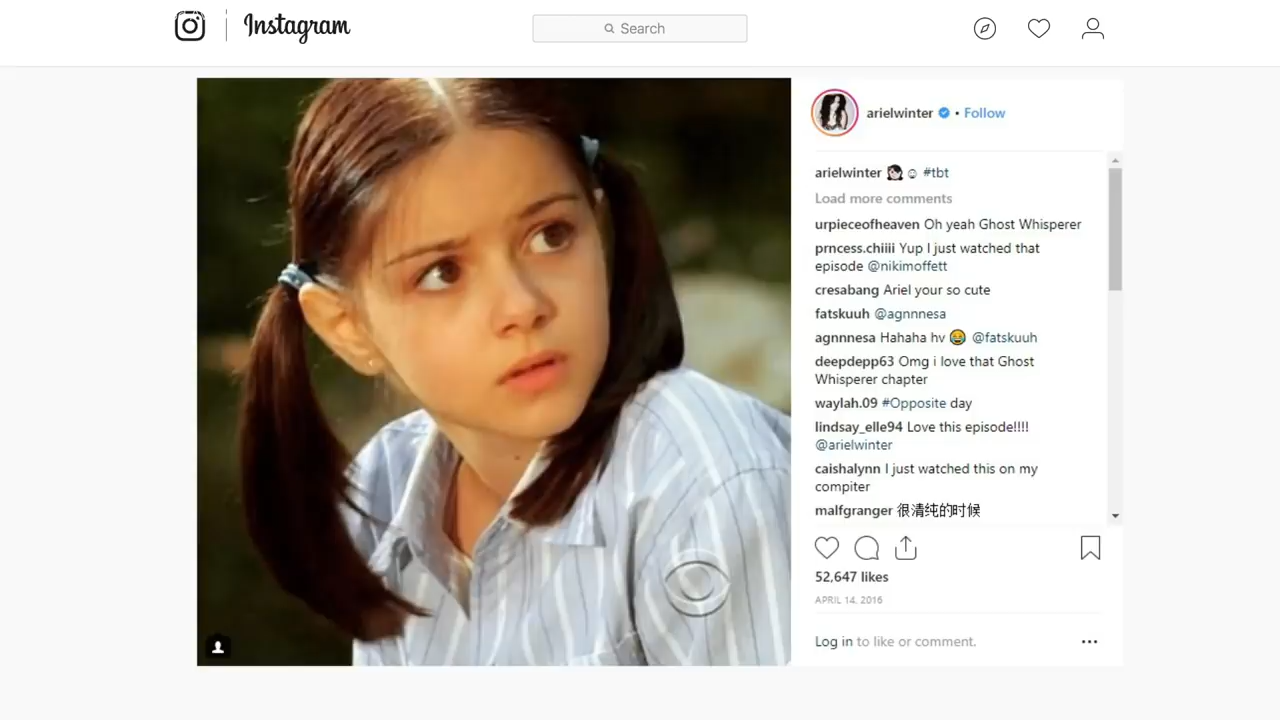 Instagram
Search
arielwinter • Follow
arielwinter #tbt
Load more comments
urpieceofheaven Oh yeah Ghost Whisperer
prncess.chiiii Yup I just watched that
episode @nikimoffett
cresabang Ariel your so cute
fatskuuh @agnnnesa
agnnnesa Hahaha hv 😂 @fatskuuh
deepdepp63 Omg i love that Ghost
Whisperer chapter
waylah.09 #Opposite day
lindsay_elle94 Love this episode!!!!
@arielwinter
caishalynn I just watched this on my
compiter
malfgranger 很清纯的时候
52,647 likes
APRIL 14, 2016
Log in to like or comment.